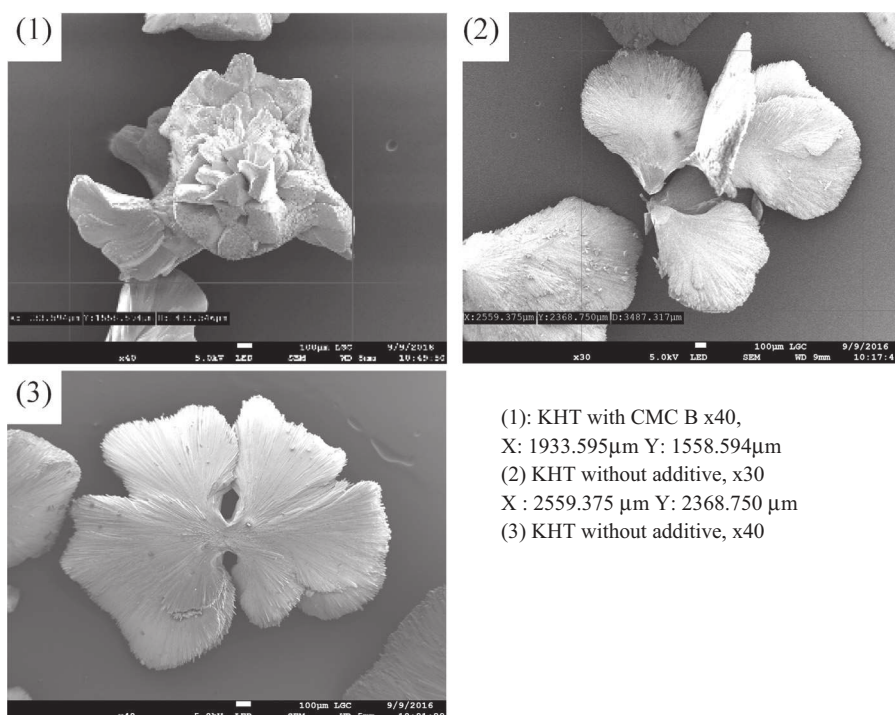 (1)
100μm LGC 9/9/2016
x40 5.0kV LED SEM
(2)
X:2559.375μm Y:2368.750μm D:3487.317μm
100μm LGC 9/9/2016
x30 5.0kV LED SEM WD 9mm 10:17:4
(3)
100μm LGC 9/9/2016
(1): KHT with CMC B x40,
X: 1933.595μm Y: 1558.594μm
(2) KHT without additive, x30
X : 2559.375 μm Y: 2368.750 μm
(3) KHT without additive, x40